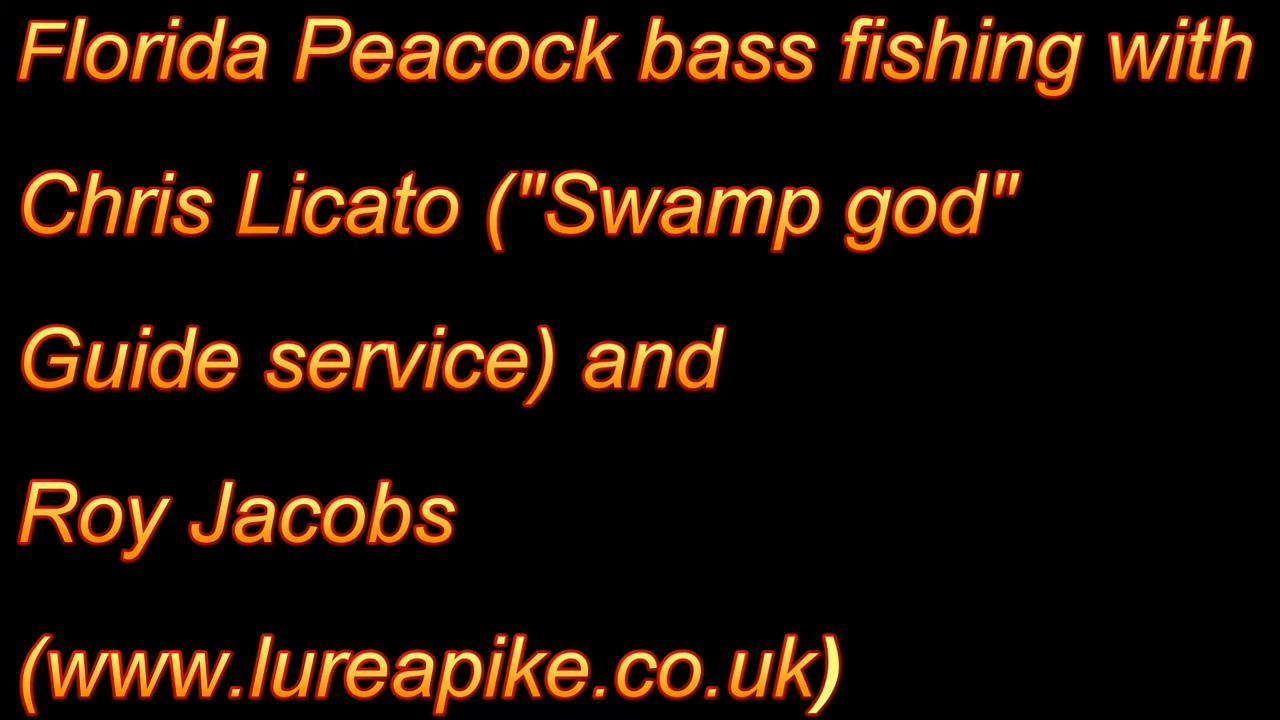 Florida Peacock bass fishing with
Chris Licato ("Swamp god"
Guide service) and
Roy Jacobs
(www.lureapike.co.uk)